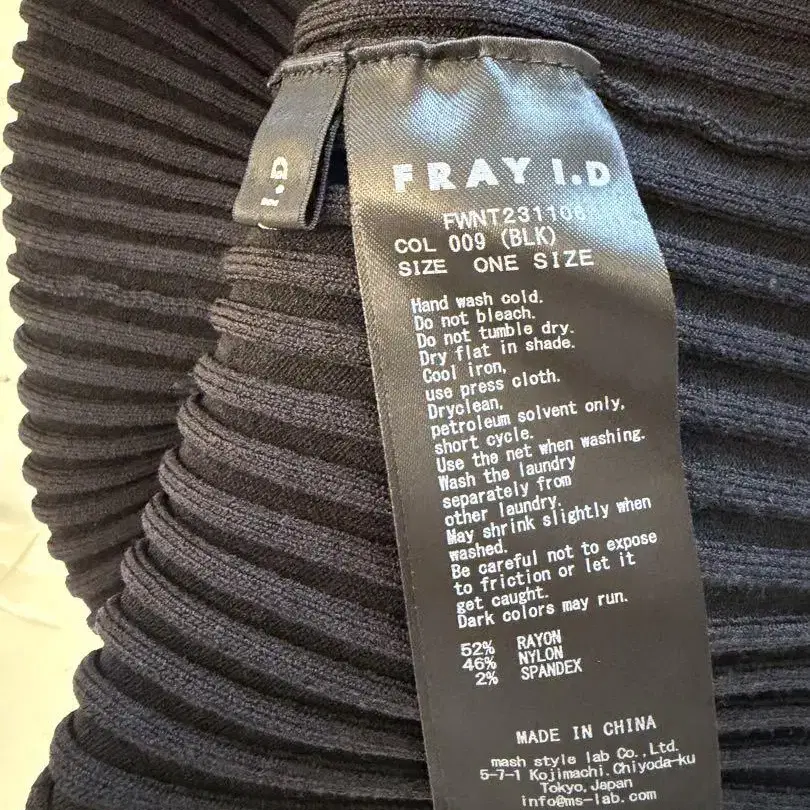 I.D
FRAY I.D
FWNT231106
COL 009 (BLK)
SIZE ONE SIZE
Hand wash cold.
Do not bleach.
Do not tumble dry.
Dry flat in shade.
Cool iron,
use press cloth.
Dryclean,
petroleum solvent only,
short cycle.
Use the net when washing.
Wash the laundry
separately from
other laundry.
May shrink slightly when
washed.
Be careful not to expose
to friction or let it
get caught.
Dark colors may run.
52% RAYON
46% NYLON
2% SPANDEX
MADE IN CHINA
mash style lab Co.,Ltd.
5-7-1 Kojimachi.Chiyoda-ku
Tokyo,Japan
info@ms-lab.com